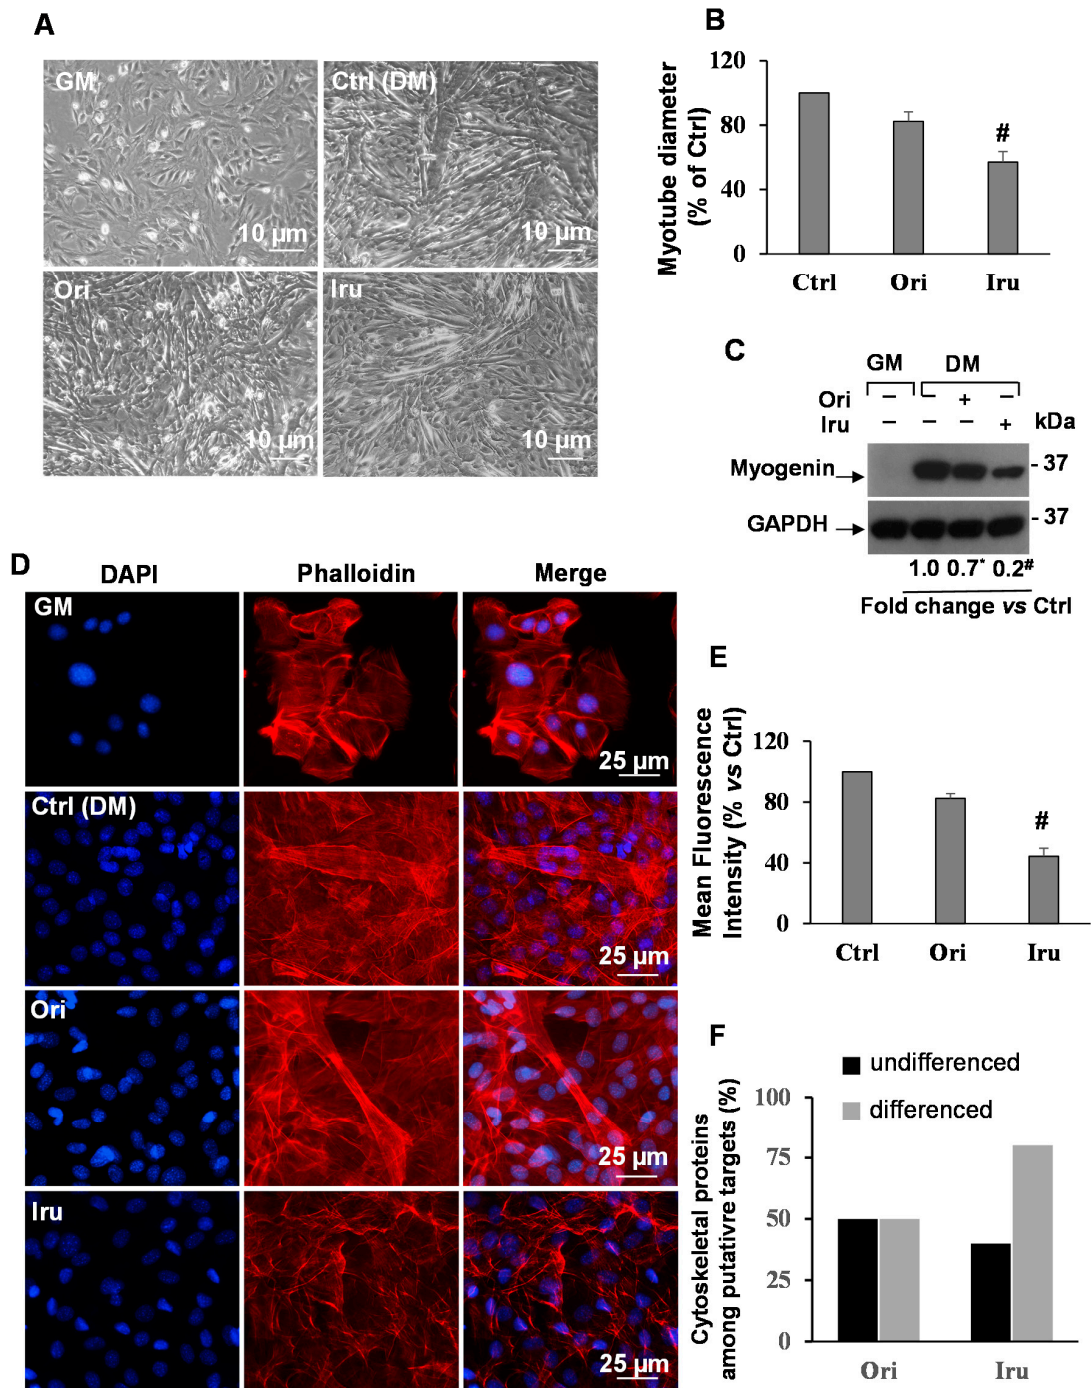 A
GM
Ctrl (DM)
10 µm
10 µm
Ori
Iru
10 µm
10 µm
B
Myotube diameter
(% of Ctrl)
120
80
40
0
#
Ctrl
Ori
Iru
C
GM
DM
Ori – – + –
Iru – – – +
kDa
Myogenin
- 37
GAPDH
- 37
1.0 0.7* 0.2#
Fold change vs Ctrl
D
DAPI
Phalloidin
Merge
GM
25 µm
Ctrl (DM)
25 µm
Ori
25 µm
Iru
25 µm
E
Mean Fluorescence
Intensity (% vs Ctrl)
120
80
40
0
#
Ctrl
Ori
Iru
F
undifferenced
differenced
Cytoskeletal proteins
among putativre targets (%)
100
75
50
25
0
Ori
Iru